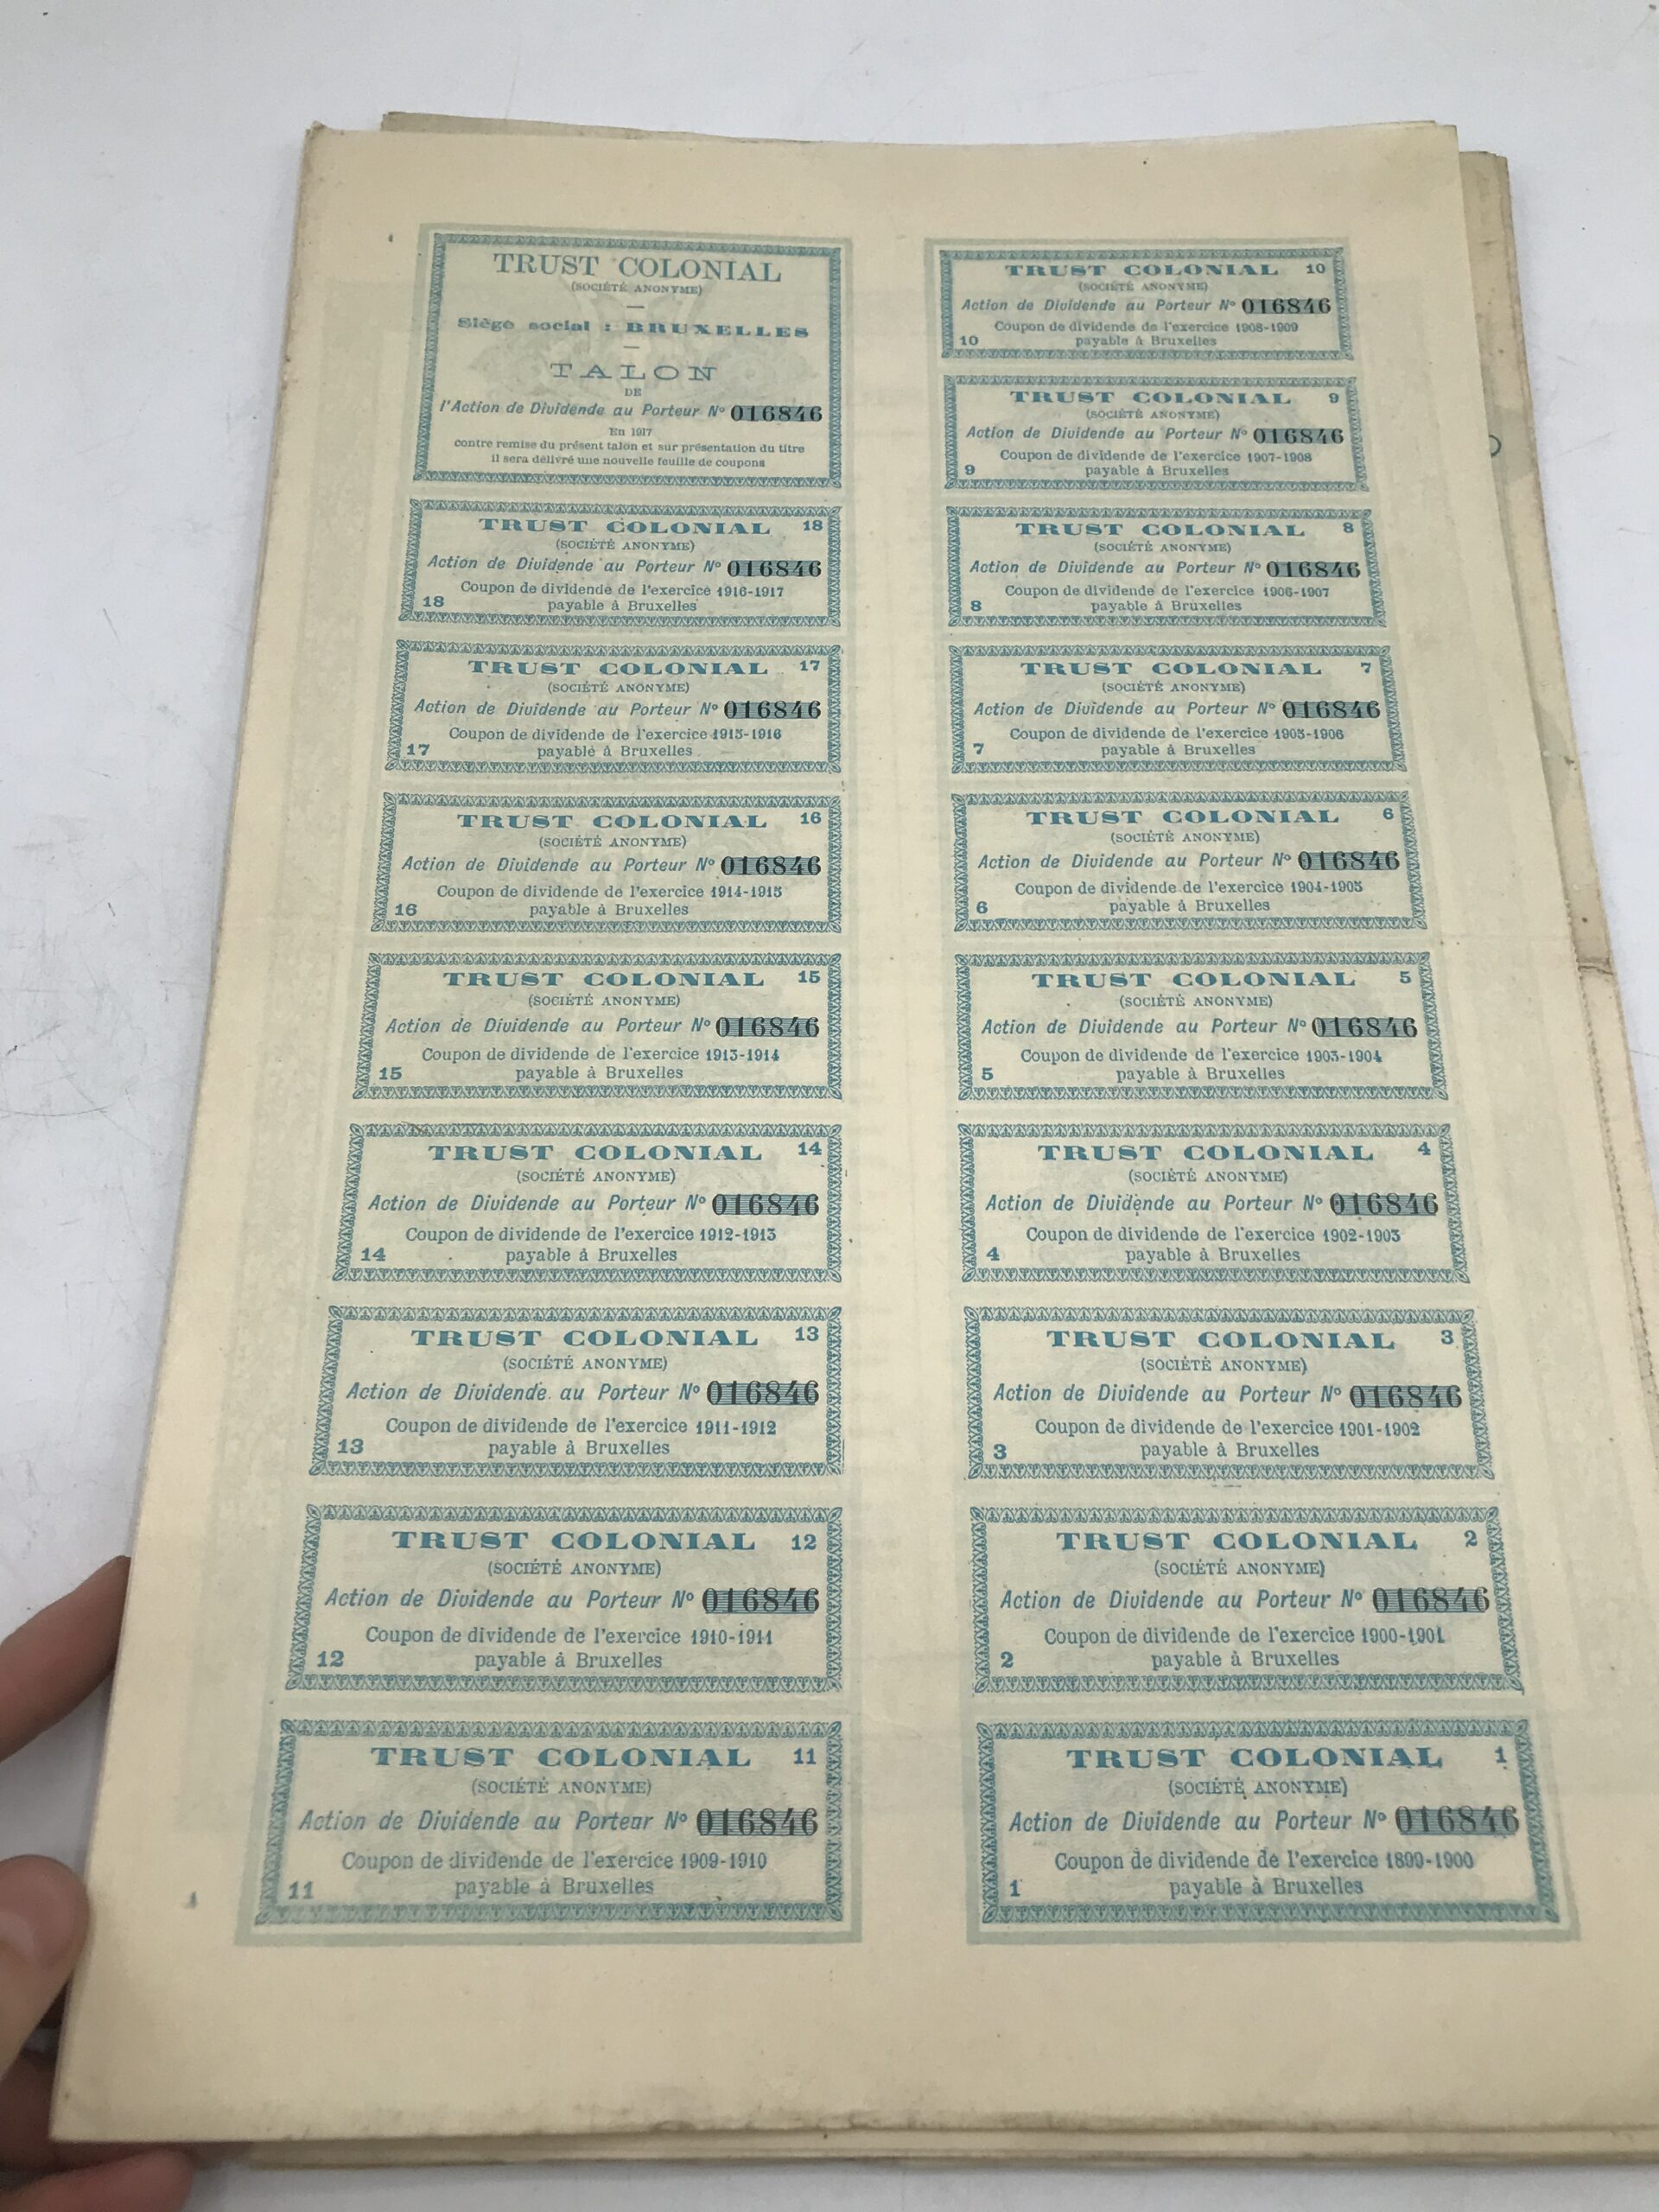 TRUST COLONIAL
(SOCIÉTÉ ANONYME)
Siège social : BRUXELLES
TALON
DE
l'Action de Dividende au Porteur Nº 016846
En 1917
contre remise du présent talon et sur présentation du titre
il sera délivré une nouvelle feuille de coupons
TRUST COLONIAL 18
(SOCIÉTÉ ANONYME)
Action de Dividende au Porteur Nº 016846
Coupon de dividende de l'exercice 1916-1917
18 payable à Bruxelles
TRUST COLONIAL 17
(SOCIÉTÉ ANONYME)
Action de Dividende au Porteur Nº 016846
Coupon de dividende de l'exercice 1915-1916
17 payable à Bruxelles
TRUST COLONIAL 16
(SOCIÉTÉ ANONYME)
Action de Dividende au Porteur Nº 016846
Coupon de dividende de l'exercice 1914-1915
16 payable à Bruxelles
TRUST COLONIAL 15
(SOCIÉTÉ ANONYME)
Action de Dividende au Porteur Nº 016846
Coupon de dividende de l'exercice 1913-1914
15 payable à Bruxelles
TRUST COLONIAL 14
(SOCIÉTÉ ANONYME)
Action de Dividende au Porteur Nº 016846
Coupon de dividende de l'exercice 1912-1913
14 payable à Bruxelles
TRUST COLONIAL 13
(SOCIÉTÉ ANONYME)
Action de Dividende au Porteur Nº 016846
Coupon de dividende de l'exercice 1911-1912
13 payable à Bruxelles
TRUST COLONIAL 12
(SOCIÉTÉ ANONYME)
Action de Dividende au Porteur Nº 016846
Coupon de dividende de l'exercice 1910-1911
12 payable à Bruxelles
TRUST COLONIAL 11
(SOCIÉTÉ ANONYME)
Action de Dividende au Porteur Nº 016846
Coupon de dividende de l'exercice 1909-1910
11 payable à Bruxelles
TRUST COLONIAL 10
(SOCIÉTÉ ANONYME)
Action de Dividende au Porteur Nº 016846
Coupon de dividende de l'exercice 1908-1909
10 payable à Bruxelles
TRUST COLONIAL 9
(SOCIÉTÉ ANONYME)
Action de Dividende au Porteur Nº 016846
Coupon de dividende de l'exercice 1907-1908
9 payable à Bruxelles
TRUST COLONIAL 8
(SOCIÉTÉ ANONYME)
Action de Dividende au Porteur Nº 016846
Coupon de dividende de l'exercice 1906-1907
8 payable à Bruxelles
TRUST COLONIAL 7
(SOCIÉTÉ ANONYME)
Action de Dividende au Porteur Nº 016846
Coupon de dividende de l'exercice 1905-1906
7 payable à Bruxelles
TRUST COLONIAL 6
(SOCIÉTÉ ANONYME)
Action de Dividende au Porteur Nº 016846
Coupon de dividende de l'exercice 1904-1905
6 payable à Bruxelles
TRUST COLONIAL 5
(SOCIÉTÉ ANONYME)
Action de Dividende au Porteur Nº 016846
Coupon de dividende de l'exercice 1903-1904
5 payable à Bruxelles
TRUST COLONIAL 4
(SOCIÉTÉ ANONYME)
Action de Dividende au Porteur Nº 016846
Coupon de dividende de l'exercice 1902-1903
4 payable à Bruxelles
TRUST COLONIAL 3
(SOCIÉTÉ ANONYME)
Action de Dividende au Porteur Nº 016846
Coupon de dividende de l'exercice 1901-1902
3 payable à Bruxelles
TRUST COLONIAL 2
(SOCIÉTÉ ANONYME)
Action de Dividende au Porteur Nº 016846
Coupon de dividende de l'exercice 1900-1901
2 payable à Bruxelles
TRUST COLONIAL 1
(SOCIÉTÉ ANONYME)
Action de Dividende au Porteur Nº 016846
Coupon de dividende de l'exercice 1899-1900
1 payable à Bruxelles